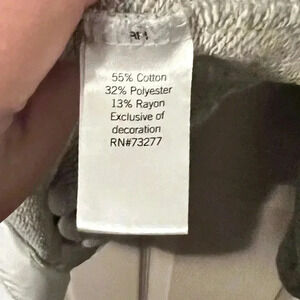 55% Cotton
32% Polyester
13% Rayon
Exclusive of
decoration
RN#73277